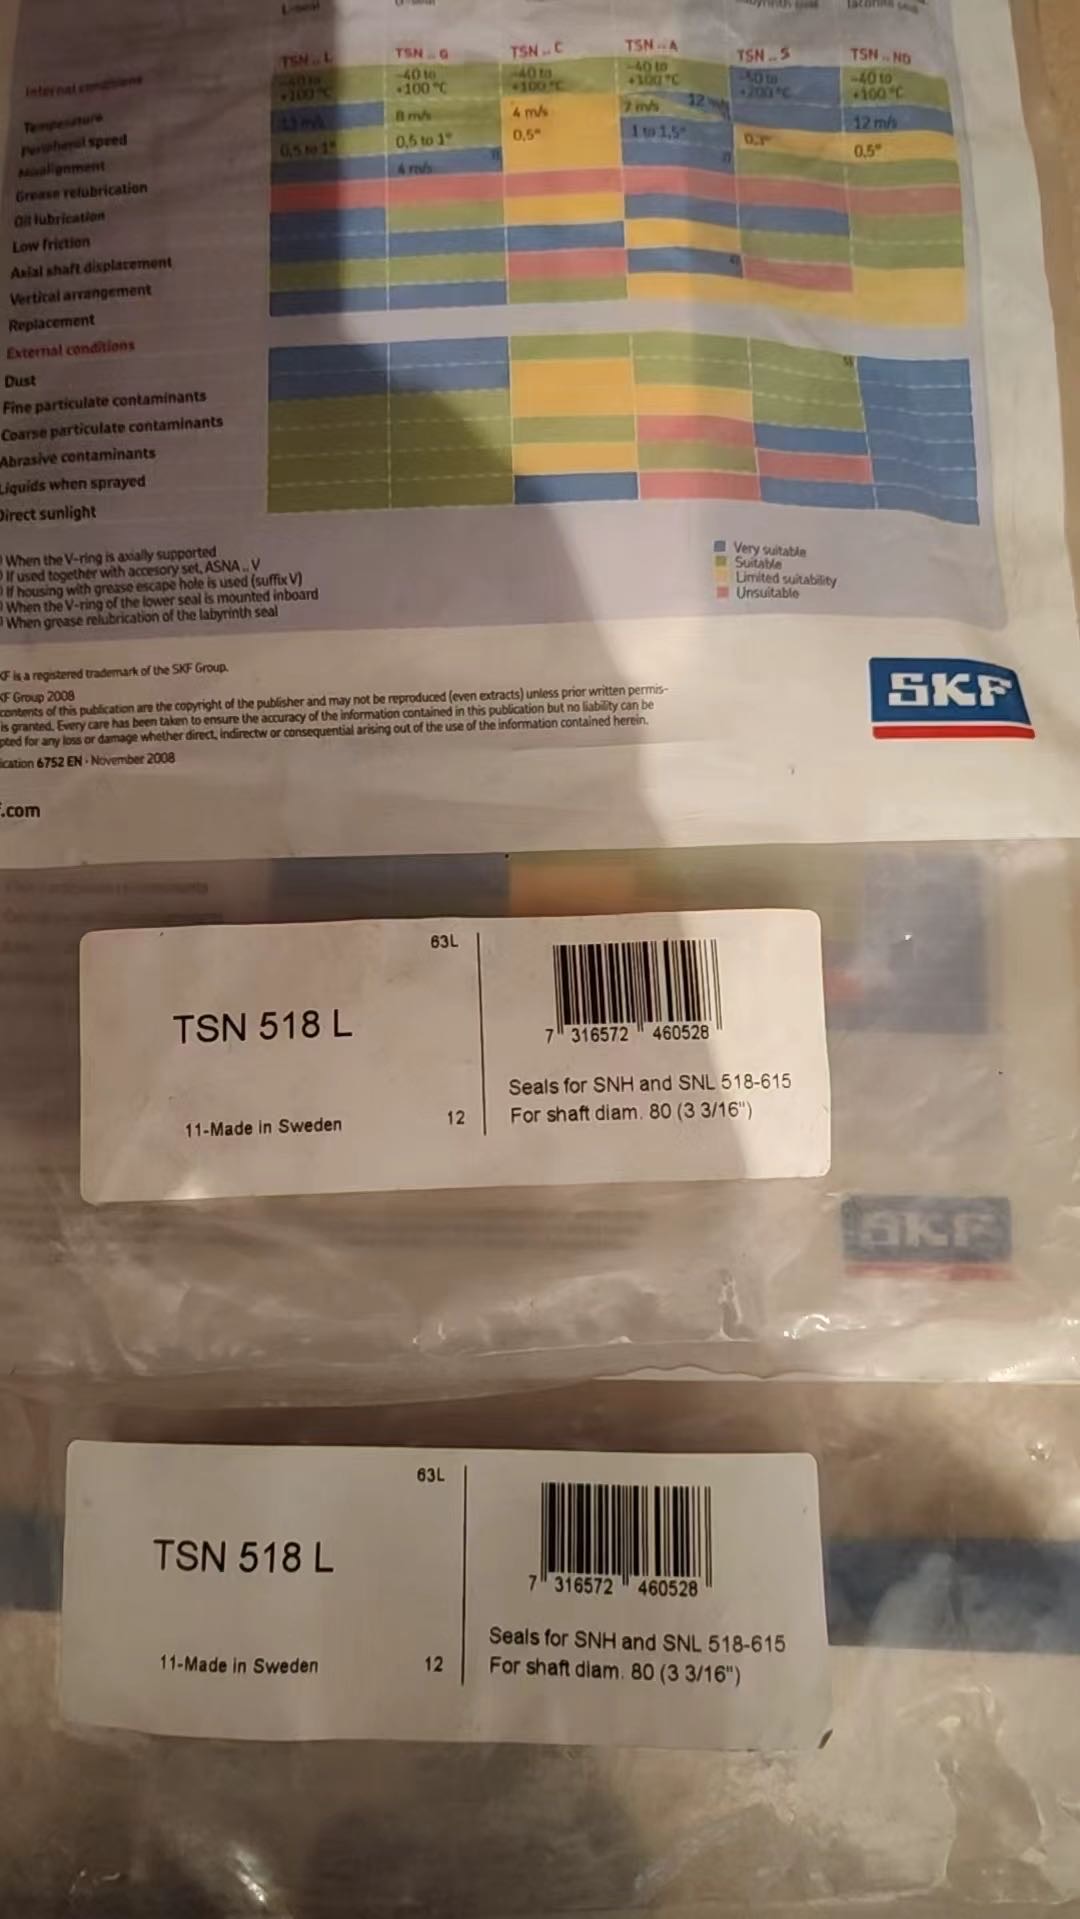 TSN .. L TSN .. G TSN .. C TSN .. A TSN .. S TSN .. ND
Internal conditions
Temperature -40 to +100 °C -40 to +100 °C -40 to +100 °C -40 to +100 °C +200 °C -40 to +100 °C
Peripheral speed 8 m/s 4 m/s 7 m/s 12 m/s 12 m/s
Misalignment 0,5 to 1° 0,5 to 1° 0,5° 1 to 1,5° 0,5°
Grease relubrication 4 m/s
Oil lubrication
Low friction
Axial shaft displacement
Vertical arrangement
Replacement
External conditions
Dust
Fine particulate contaminants
Coarse particulate contaminants
Abrasive contaminants
Liquids when sprayed
Direct sunlight
When the V-ring is axially supported
If used together with accesory set, ASNA .. V
If housing with grease escape hole is used (suffix V)
When the V-ring of the lower seal is mounted inboard
When grease relubrication of the labyrinth seal
Very suitable
Suitable
Limited suitability
Unsuitable
KF is a registered trademark of the SKF Group.
KF Group 2008
contents of this publication are the copyright of the publisher and may not be reproduced (even extracts) unless prior written permis-
is granted. Every care has been taken to ensure the accuracy of the information contained in this publication but no liability can be
pted for any loss or damage whether direct, indirectw or consequential arising out of the use of the information contained herein.
ication 6752 EN · November 2008
.com
SKF
63L
TSN 518 L
7 316572 460528
Seals for SNH and SNL 518-615
For shaft diam. 80 (3 3/16")
11-Made in Sweden 12
SKF
63L
TSN 518 L
7 316572 460528
Seals for SNH and SNL 518-615
For shaft diam. 80 (3 3/16")
11-Made in Sweden 12